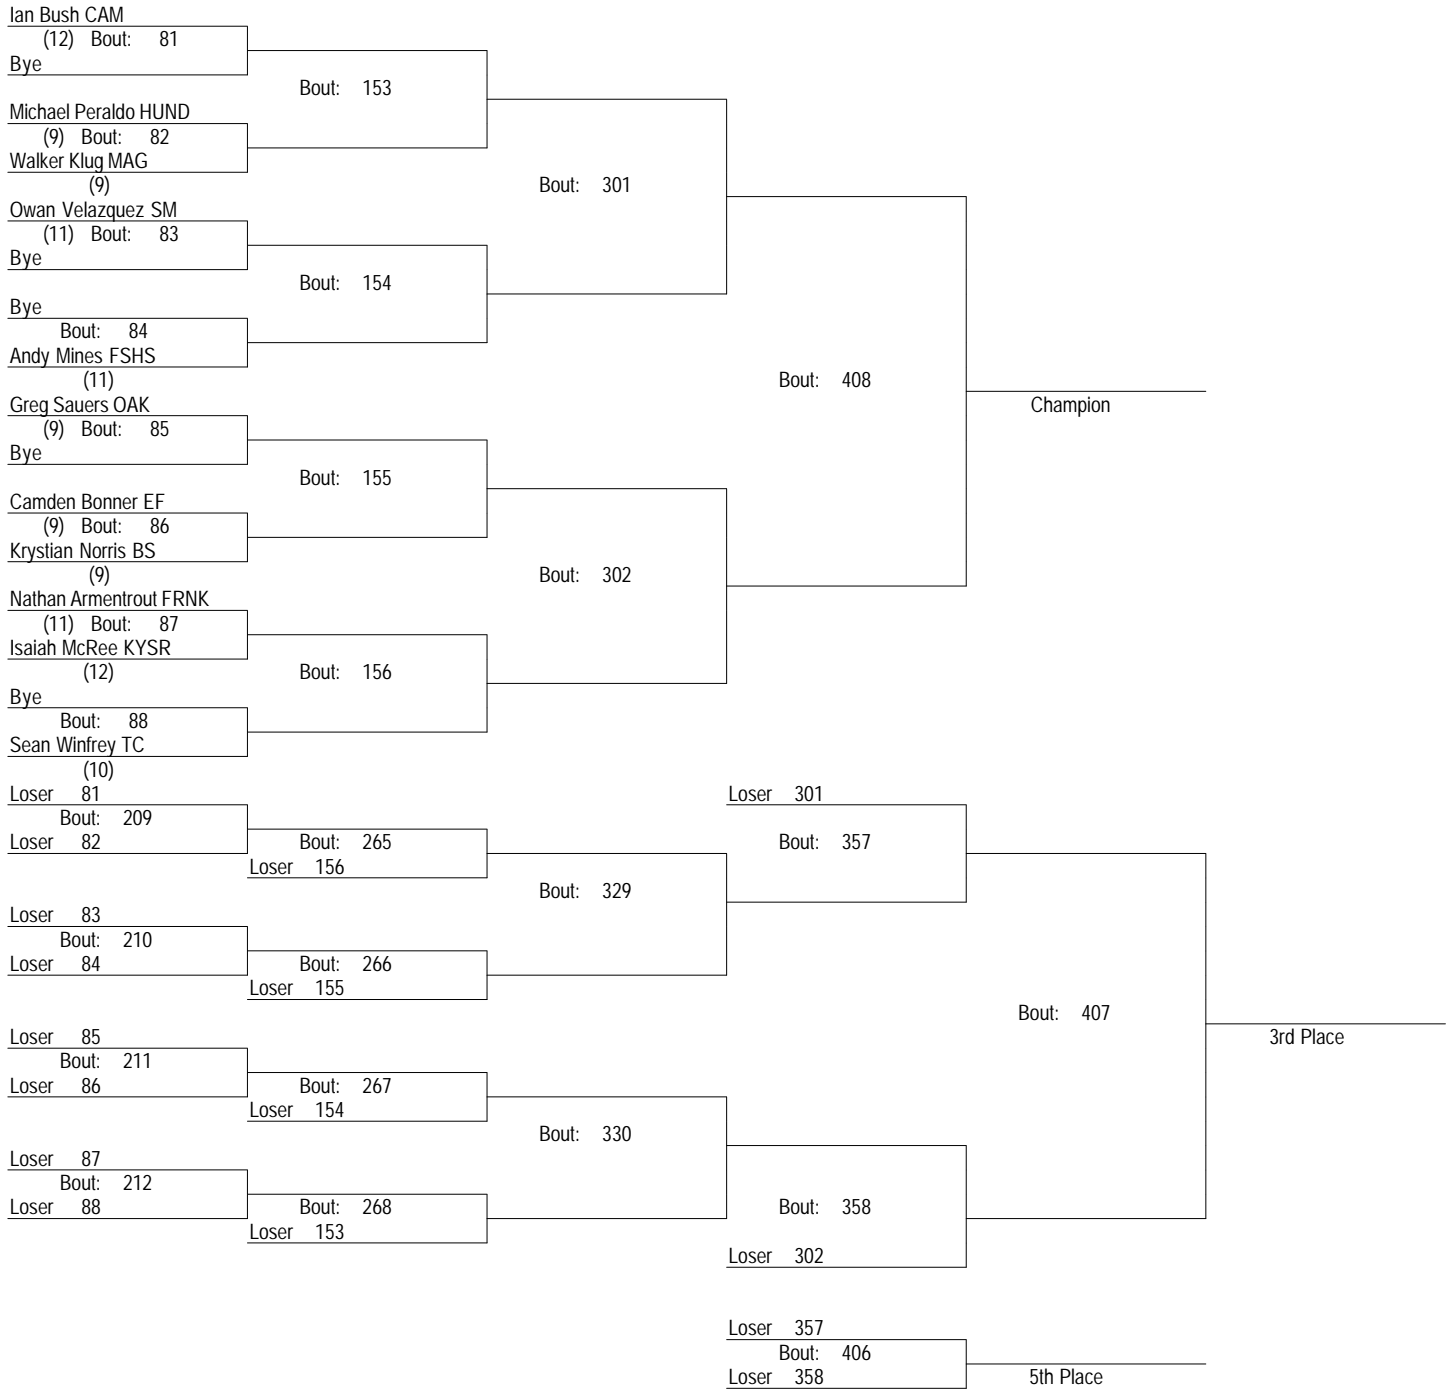 Ian Bush CAM
(12) Bout: 81
Bye
Bout: 153
Michael Peraldo HUND
(9) Bout: 82
Walker Klug MAG
(9)
Bout: 301
Owan Velazquez SM
(11) Bout: 83
Bye
Bout: 154
Bye
Bout: 84
Andy Mines FSHS
(11)
Bout: 408
Champion
Greg Sauers OAK
(9) Bout: 85
Bye
Bout: 155
Camden Bonner EF
(9) Bout: 86
Krystian Norris BS
(9)
Bout: 302
Nathan Armentrout FRNK
(11) Bout: 87
Isaiah McRee KYSR
(12)
Bout: 156
Bye
Bout: 88
Sean Winfrey TC
(10)
Loser 81
Bout: 209
Loser 82
Bout: 265
Loser 156
Loser 301
Bout: 357
Bout: 329
Loser 83
Bout: 210
Loser 84
Bout: 266
Loser 155
Bout: 407
3rd Place
Loser 85
Bout: 211
Loser 86
Bout: 267
Loser 154
Bout: 330
Loser 87
Bout: 212
Loser 88
Bout: 268
Loser 153
Bout: 358
Loser 302
Loser 357
Bout: 406
Loser 358
5th Place